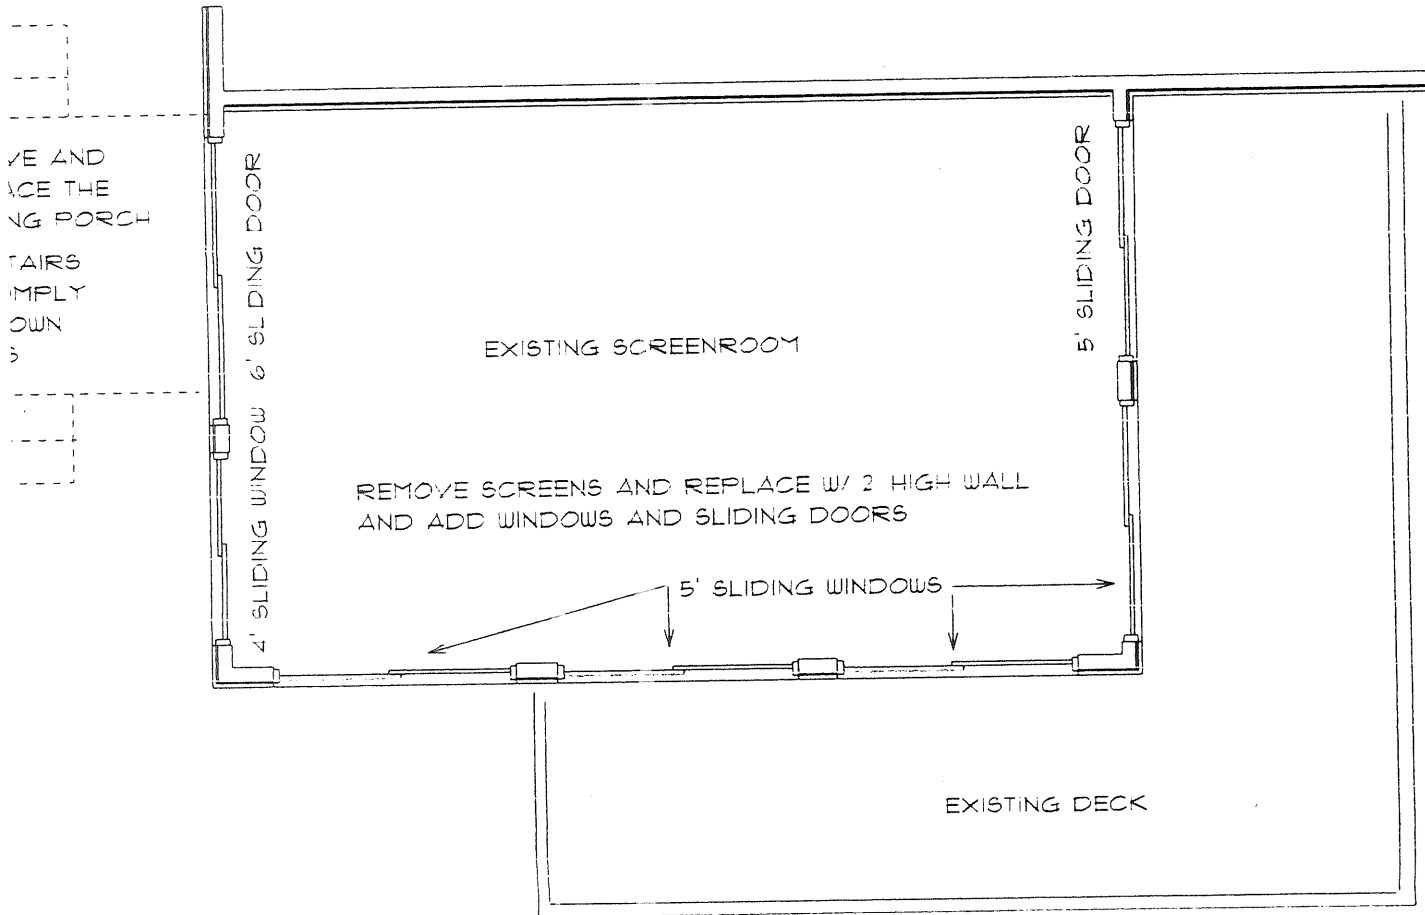 VE AND
ACE THE
NG PORCH
TAIRS
MPLY
OWN
S
4' SLIDING WINDOW 6' SLIDING DOOR
5' SLIDING DOOR
EXISTING SCREENROOM
REMOVE SCREENS AND REPLACE W/ 2 HIGH WALL
AND ADD WINDOWS AND SLIDING DOORS
5' SLIDING WINDOWS
EXISTING DECK